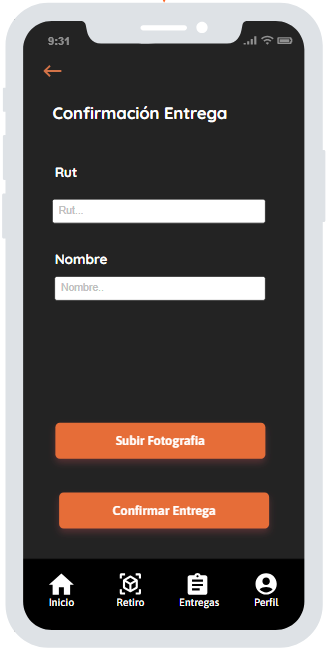 9:31
Confirmación Entrega
Rut
Rut...
Nombre
Nombre..
Subir Fotografia
Confirmar Entrega
Inicio Retiro Entregas Perfil